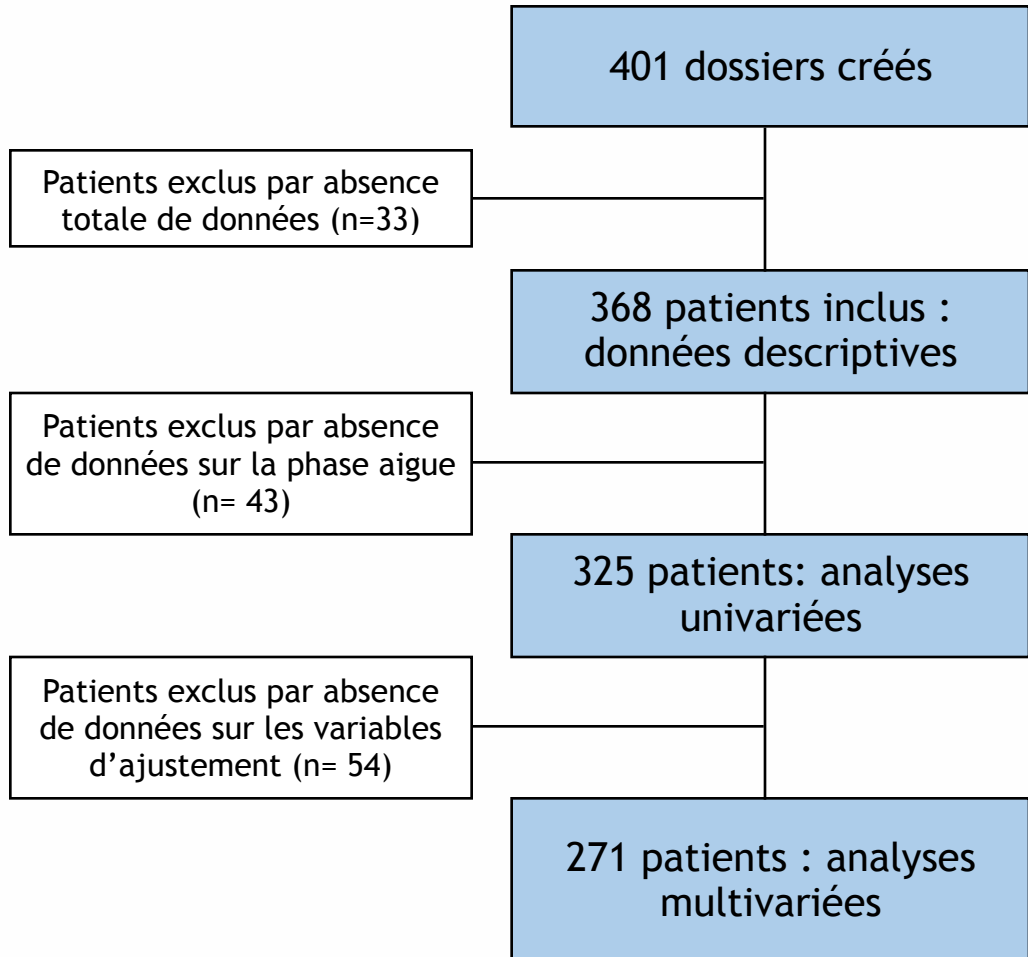 401 dossiers créés
Patients exclus par absence
totale de données (n=33)
368 patients inclus :
données descriptives
Patients exclus par absence
de données sur la phase aigue
(n= 43)
325 patients: analyses
univariées
Patients exclus par absence
de données sur les variables
d’ajustement (n= 54)
271 patients : analyses
multivariées